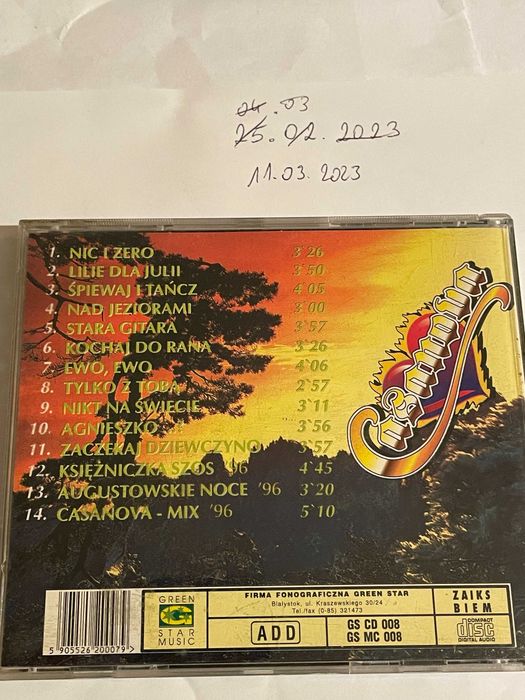 04.03
25.02.2023
11.03.2023
1. NIC I ZERO 3`26
2. LILIE DLA JULII 3`50
3. ŚPIEWAJ I TAŃCZ 4`05
4. NAD JEZIORAMI 3`00
5. STARA GITARA 3`57
6. KOCHAJ DO RANA 3`26
7. EWO, EWO 4`06
8. TYLKO Z TOBĄ 2`57
9. NIKT NA ŚWIECIE 3`11
10. AGNIESZKO 3`56
11. ZACZEKAJ DZIEWCZYNO 3`57
12. KSIĘŻNICZKA SZOS '96 4`45
13. AUGUSTOWSKIE NOCE '96 3`20
14. CASANOVA - MIX '96 5`10
Casanova
5 905526 200079 >
GREEN
G
STAR
MUSIC
FIRMA FONOGRAFICZNA GREEN STAR
Białystok, ul. Kraszewskiego 30/24
Tel./fax (0-85) 321473
ADD
GS CD 008
GS MC 008
ZAIKS
BIEM
COMPACT
disc
DIGITAL AUDIO